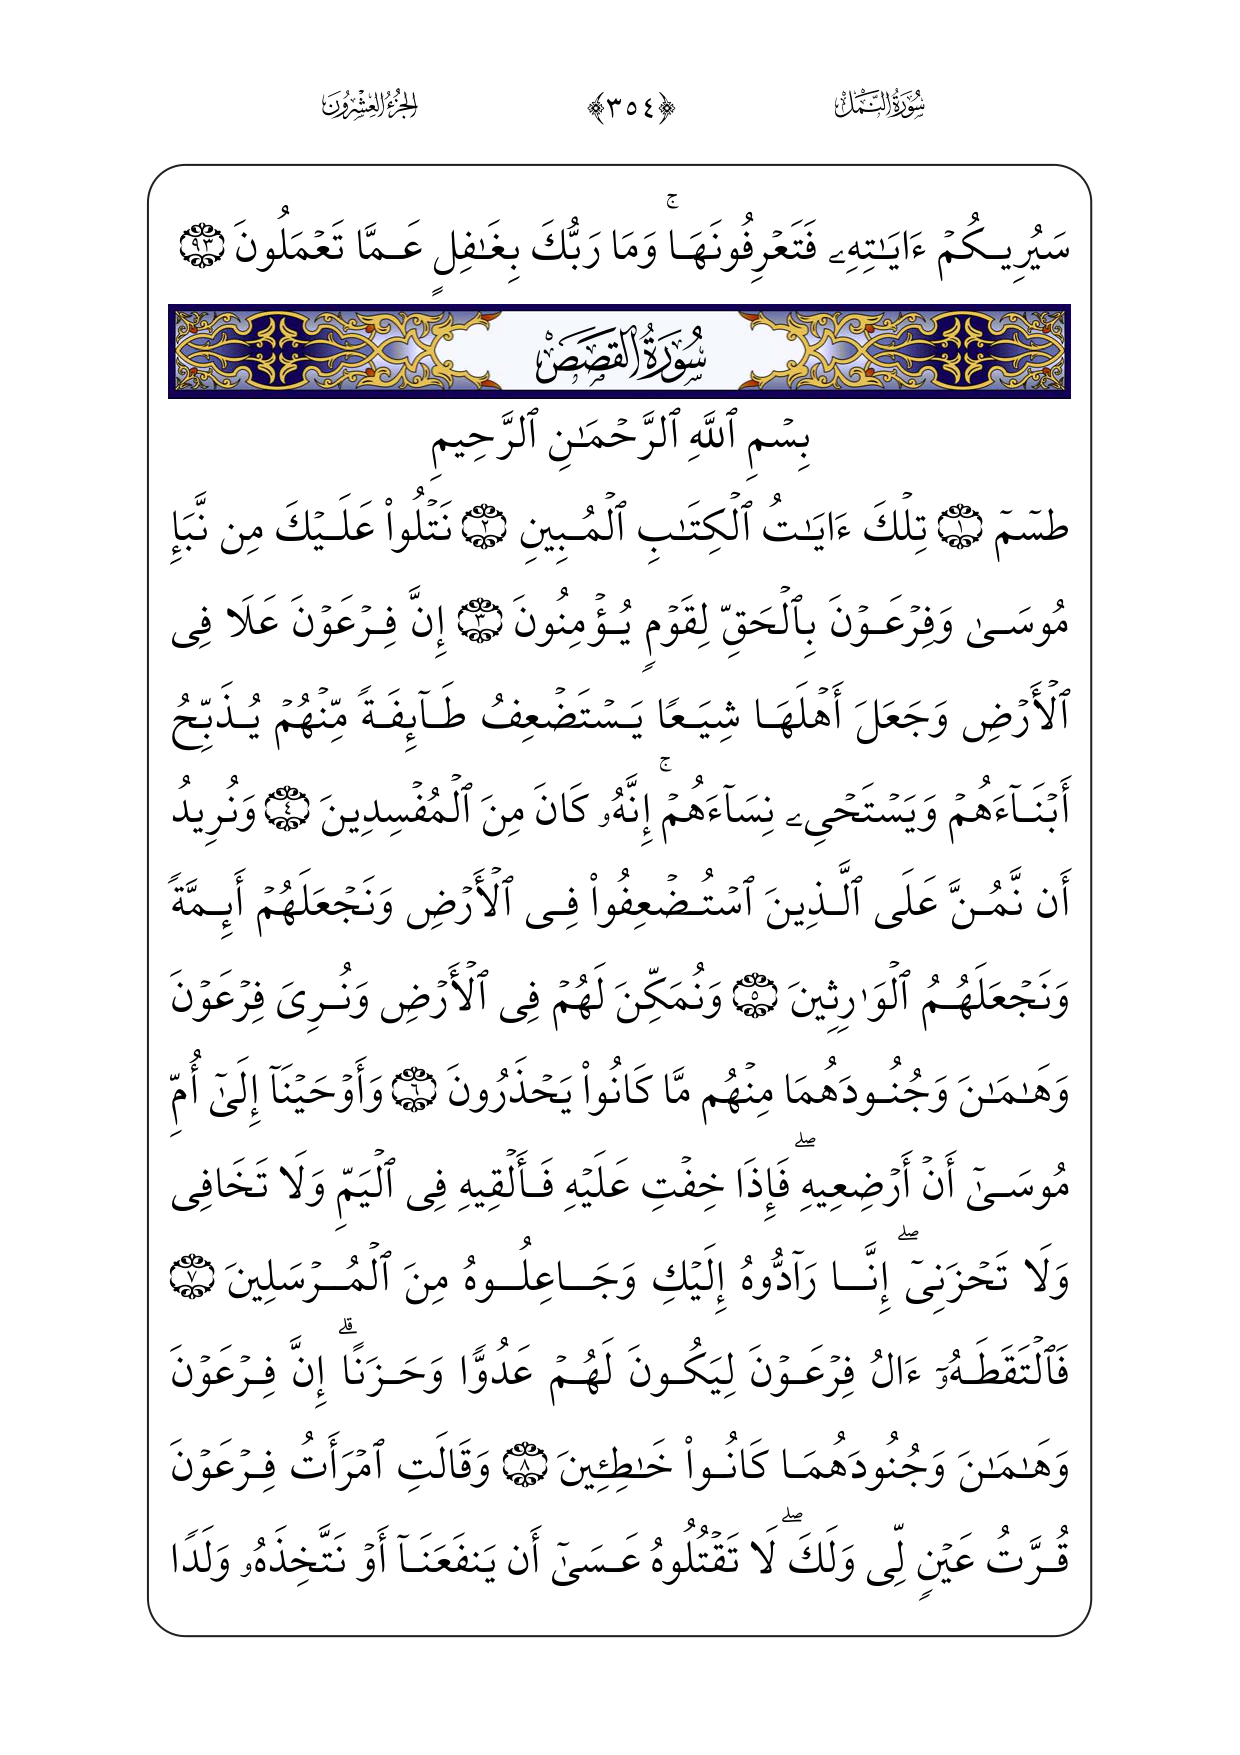 سُورَةُ النَّمْلِ ﴿٣٥٤﴾ الجُزْءُ العِشْرُونَ
سَيُرِيكُمۡ ءَايَٰتِهِۦ فَتَعۡرِفُونَهَاۚ وَمَا رَبُّكَ بِغَٰفِلٍ عَمَّا تَعۡمَلُونَ ٩٣
سُورَةُ القَصَصِ
بِسۡمِ ٱللَّهِ ٱلرَّحۡمَٰنِ ٱلرَّحِيمِ
طسٓمٓ ١ تِلۡكَ ءَايَٰتُ ٱلۡكِتَٰبِ ٱلۡمُبِينِ ٢ نَتۡلُواْ عَلَيۡكَ مِن نَّبَإِ
مُوسَىٰ وَفِرۡعَوۡنَ بِٱلۡحَقِّ لِقَوۡمٍ يُؤۡمِنُونَ ٣ إِنَّ فِرۡعَوۡنَ عَلَا فِي
ٱلۡأَرۡضِ وَجَعَلَ أَهۡلَهَا شِيَعًا يَسۡتَضۡعِفُ طَآئِفَةً مِّنۡهُمۡ يُذَبِّحُ
أَبۡنَآءَهُمۡ وَيَسۡتَحۡيِۦ نِسَآءَهُمۡۚ إِنَّهُۥ كَانَ مِنَ ٱلۡمُفۡسِدِينَ ٤ وَنُرِيدُ
أَن نَّمُنَّ عَلَى ٱلَّذِينَ ٱسۡتُضۡعِفُواْ فِي ٱلۡأَرۡضِ وَنَجۡعَلَهُمۡ أَئِمَّةً
وَنَجۡعَلَهُمُ ٱلۡوَٰرِثِينَ ٥ وَنُمَكِّنَ لَهُمۡ فِي ٱلۡأَرۡضِ وَنُرِيَ فِرۡعَوۡنَ
وَهَٰمَٰنَ وَجُنُودَهُمَا مِنۡهُم مَّا كَانُواْ يَحۡذَرُونَ ٦ وَأَوۡحَيۡنَآ إِلَىٰٓ أُمِّ
مُوسَىٰٓ أَنۡ أَرۡضِعِيهِۖ فَإِذَا خِفۡتِ عَلَيۡهِ فَأَلۡقِيهِ فِي ٱلۡيَمِّ وَلَا تَخَافِي
وَلَا تَحۡزَنِيٓۖ إِنَّا رَآدُّوهُ إِلَيۡكِ وَجَاعِلُوهُ مِنَ ٱلۡمُرۡسَلِينَ ٧
فَٱلۡتَقَطَهُۥٓ ءَالُ فِرۡعَوۡنَ لِيَكُونَ لَهُمۡ عَدُوًّا وَحَزَنًاۗ إِنَّ فِرۡعَوۡنَ
وَهَٰمَٰنَ وَجُنُودَهُمَا كَانُواْ خَٰطِـِٔينَ ٨ وَقَالَتِ ٱمۡرَأَتُ فِرۡعَوۡنَ
قُرَّتُ عَيۡنٍ لِّي وَلَكَۖ لَا تَقۡتُلُوهُ عَسَىٰٓ أَن يَنفَعَنَآ أَوۡ نَتَّخِذَهُۥ وَلَدًا